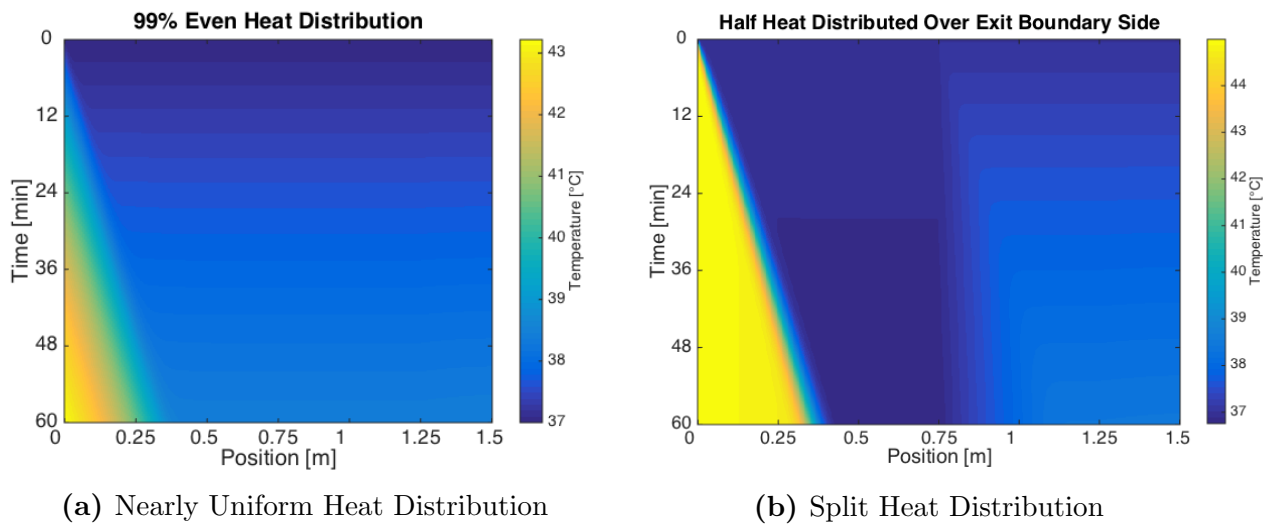 99% Even Heat Distribution
0
12
24
36
48
60
Time [min]
0 0.25 0.5 0.75 1 1.25 1.5
Position [m]
43
42
41
40
39
38
37
Temperature [°C]
(a) Nearly Uniform Heat Distribution
Half Heat Distributed Over Exit Boundary Side
0
12
24
36
48
60
Time [min]
0 0.25 0.5 0.75 1 1.25 1.5
Position [m]
44
43
42
41
40
39
38
37
Temperature [°C]
(b) Split Heat Distribution